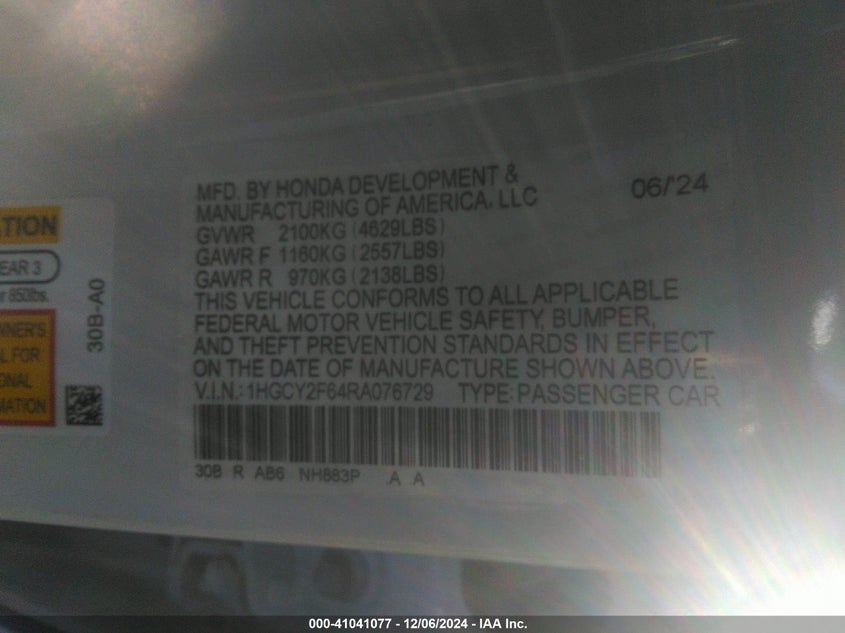 TION
EAR 3
r 850lbs.
WNER'S
L FOR
ONAL
MATION
30B-A0
MFD. BY HONDA DEVELOPMENT &
MANUFACTURING OF AMERICA, LLC
06/'24
GVWR 2100KG (4629LBS)
GAWR F 1160KG (2557LBS)
GAWR R 970KG (2138LBS)
THIS VEHICLE CONFORMS TO ALL APPLICABLE
FEDERAL MOTOR VEHICLE SAFETY, BUMPER,
AND THEFT PREVENTION STANDARDS IN EFFECT
ON THE DATE OF MANUFACTURE SHOWN ABOVE.
V.I.N.:1HGCY2F64RA076729 TYPE:PASSENGER CAR
30B R AB6 NH883P A A
000-41041077 - 12/06/2024 - IAA Inc.